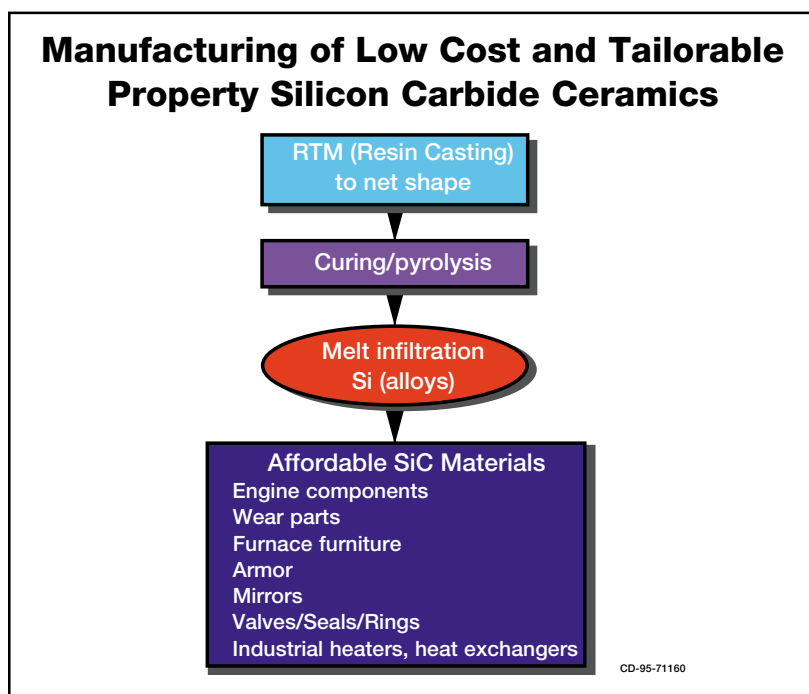 Manufacturing of Low Cost and Tailorable
Property Silicon Carbide Ceramics
RTM (Resin Casting)
to net shape
Curing/pyrolysis
Melt infiltration
Si (alloys)
Affordable SiC Materials
Engine components
Wear parts
Furnace furniture
Armor
Mirrors
Valves/Seals/Rings
Industrial heaters, heat exchangers
CD-95-71160